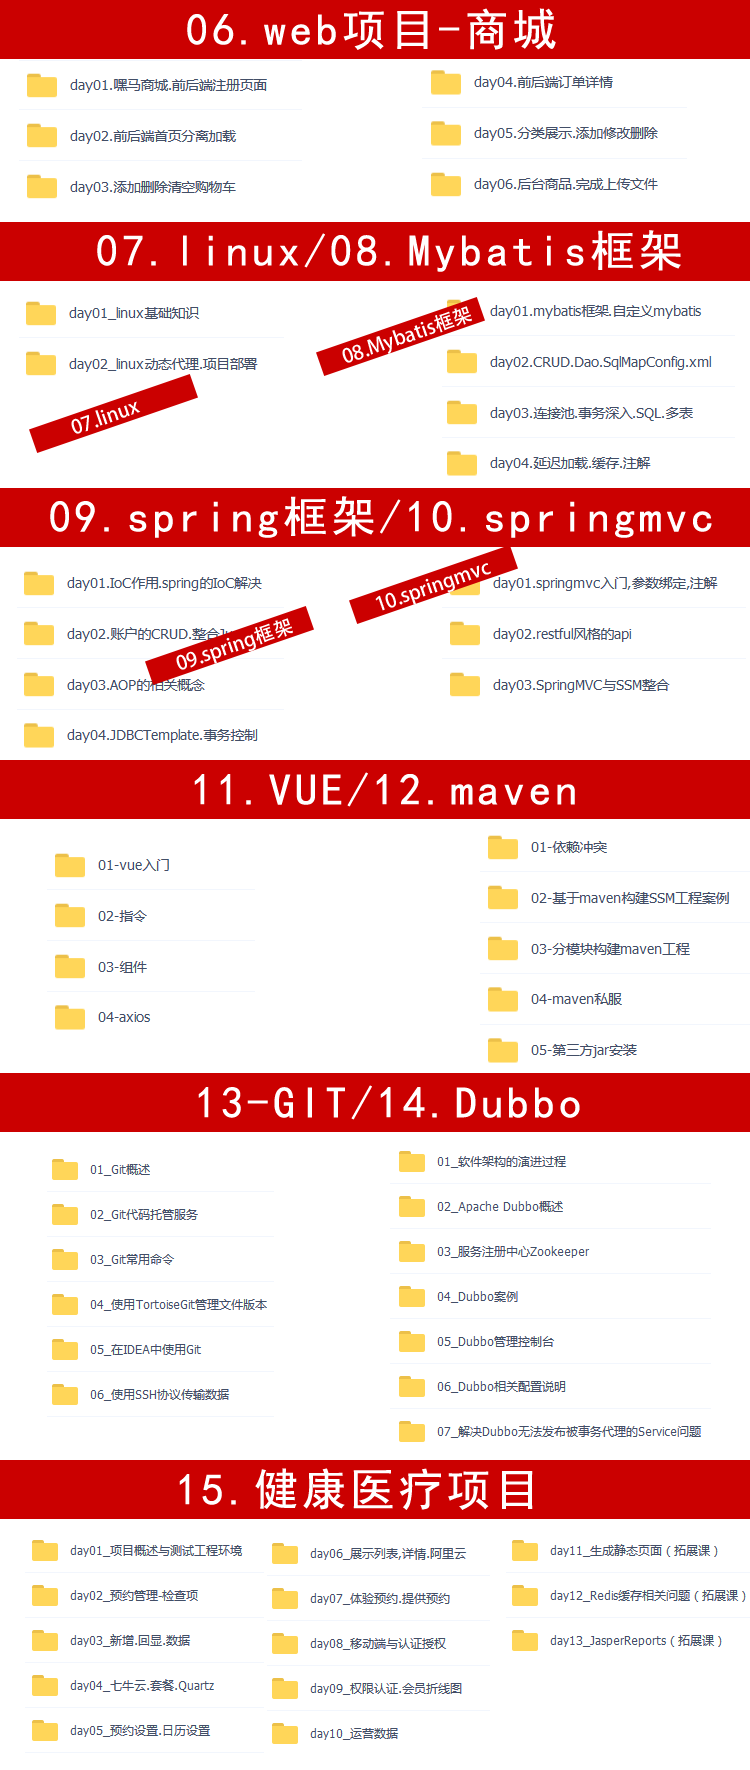 06.web项目-商城
day01.嘿马商城.前后端注册页面
day02.前后端首页分离加载
day03.添加删除清空购物车
day04.前后端订单详情
day05.分类展示.添加修改删除
day06.后台商品.完成上传文件
07.linux/08.Mybatis框架
day01_linux基础知识
day02_linux动态代理.项目部署
07.linux
08.Mybatis框架
day01.mybatis框架.自定义mybatis
day02.CRUD.Dao.SqlMapConfig.xml
day03.连接池.事务深入.SQL.多表
day04.延迟加载.缓存.注解
09.spring框架/10.springmvc
day01.IoC作用.spring的IoC解决
day02.账户的CRUD.整合
day03.AOP的相关概念
day04.JDBCTemplate.事务控制
09.spring框架
10.springmvc
day01.springmvc入门,参数绑定,注解
day02.restful风格的api
day03.SpringMVC与SSM整合
11.VUE/12.maven
01-vue入门
02-指令
03-组件
04-axios
01-依赖冲突
02-基于maven构建SSM工程案例
03-分模块构建maven工程
04-maven私服
05-第三方jar安装
13-GIT/14.Dubbo
01_Git概述
02_Git代码托管服务
03_Git常用命令
04_使用TortoiseGit管理文件版本
05_在IDEA中使用Git
06_使用SSH协议传输数据
01_软件架构的演进过程
02_Apache Dubbo概述
03_服务注册中心Zookeeper
04_Dubbo案例
05_Dubbo管理控制台
06_Dubbo相关配置说明
07_解决Dubbo无法发布被事务代理的Service问题
15.健康医疗项目
day01_项目概述与测试工程环境
day02_预约管理-检查项
day03_新增.回显.数据
day04_七牛云.套餐.Quartz
day05_预约设置.日历设置
day06_展示列表,详情.阿里云
day07_体验预约.提供预约
day08_移动端与认证授权
day09_权限认证.会员折线图
day10_运营数据
day11_生成静态页面（拓展课）
day12_Redis缓存相关问题（拓展课）
day13_JasperReports（拓展课）